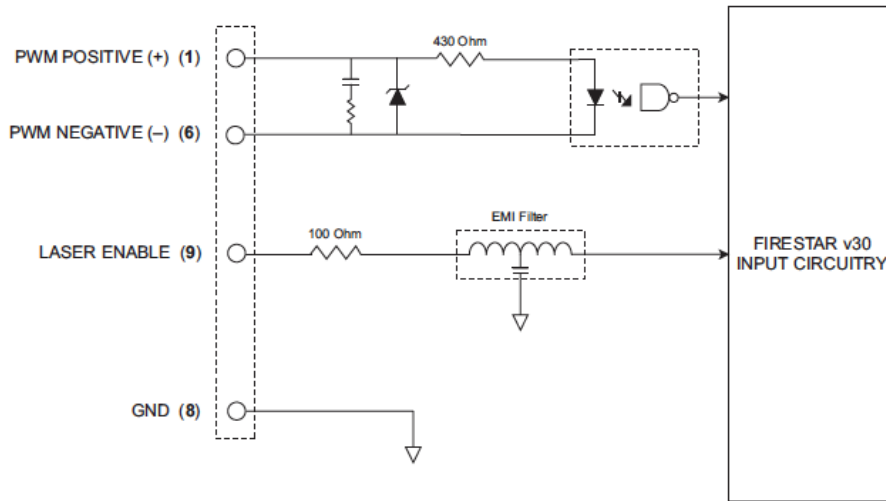 430 Ohm
PWM POSITIVE (+) (1)
PWM NEGATIVE (–) (6)
EMI Filter
100 Ohm
LASER ENABLE (9)
FIRESTAR v30
INPUT CIRCUITRY
GND (8)